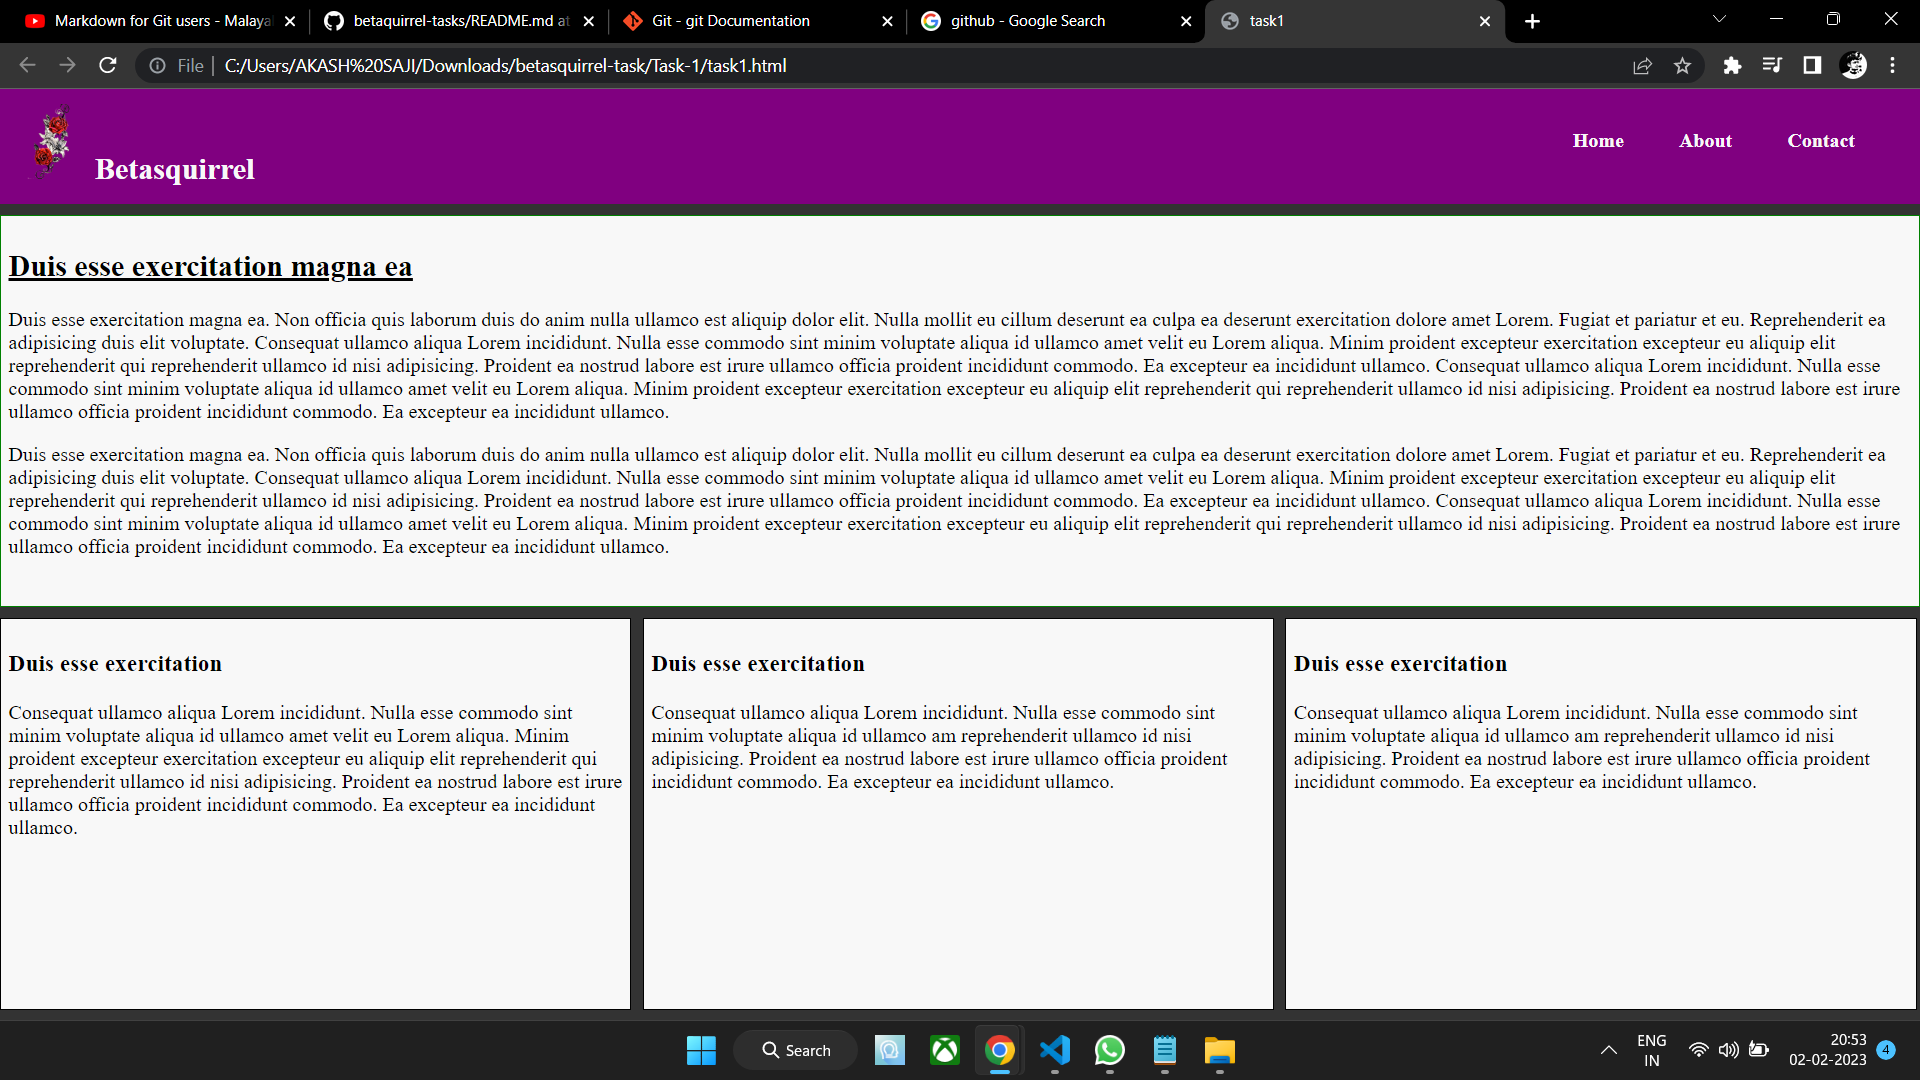 Markdown for Git users - Malaya
betaquirrel-tasks/README.md at
Git - git Documentation
github - Google Search
task1
File | C:/Users/AKASH%20SAJI/Downloads/betasquirrel-task/Task-1/task1.html
Betasquirrel
Home About Contact
Duis esse exercitation magna ea
Duis esse exercitation magna ea. Non officia quis laborum duis do anim nulla ullamco est aliquip dolor elit. Nulla mollit eu cillum deserunt ea culpa ea deserunt exercitation dolore amet Lorem. Fugiat et pariatur et eu. Reprehenderit ea
adipisicing duis elit voluptate. Consequat ullamco aliqua Lorem incididunt. Nulla esse commodo sint minim voluptate aliqua id ullamco amet velit eu Lorem aliqua. Minim proident excepteur exercitation excepteur eu aliquip elit
reprehenderit qui reprehenderit ullamco id nisi adipisicing. Proident ea nostrud labore est irure ullamco officia proident incididunt commodo. Ea excepteur ea incididunt ullamco. Consequat ullamco aliqua Lorem incididunt. Nulla esse
commodo sint minim voluptate aliqua id ullamco amet velit eu Lorem aliqua. Minim proident excepteur exercitation excepteur eu aliquip elit reprehenderit qui reprehenderit ullamco id nisi adipisicing. Proident ea nostrud labore est irure
ullamco officia proident incididunt commodo. Ea excepteur ea incididunt ullamco.
Duis esse exercitation magna ea. Non officia quis laborum duis do anim nulla ullamco est aliquip dolor elit. Nulla mollit eu cillum deserunt ea culpa ea deserunt exercitation dolore amet Lorem. Fugiat et pariatur et eu. Reprehenderit ea
adipisicing duis elit voluptate. Consequat ullamco aliqua Lorem incididunt. Nulla esse commodo sint minim voluptate aliqua id ullamco amet velit eu Lorem aliqua. Minim proident excepteur exercitation excepteur eu aliquip elit
reprehenderit qui reprehenderit ullamco id nisi adipisicing. Proident ea nostrud labore est irure ullamco officia proident incididunt commodo. Ea excepteur ea incididunt ullamco. Consequat ullamco aliqua Lorem incididunt. Nulla esse
commodo sint minim voluptate aliqua id ullamco amet velit eu Lorem aliqua. Minim proident excepteur exercitation excepteur eu aliquip elit reprehenderit qui reprehenderit ullamco id nisi adipisicing. Proident ea nostrud labore est irure
ullamco officia proident incididunt commodo. Ea excepteur ea incididunt ullamco.
Duis esse exercitation
Consequat ullamco aliqua Lorem incididunt. Nulla esse commodo sint
minim voluptate aliqua id ullamco amet velit eu Lorem aliqua. Minim
proident excepteur exercitation excepteur eu aliquip elit reprehenderit qui
reprehenderit ullamco id nisi adipisicing. Proident ea nostrud labore est irure
ullamco officia proident incididunt commodo. Ea excepteur ea incididunt
ullamco.
Duis esse exercitation
Consequat ullamco aliqua Lorem incididunt. Nulla esse commodo sint
minim voluptate aliqua id ullamco am reprehenderit ullamco id nisi
adipisicing. Proident ea nostrud labore est irure ullamco officia proident
incididunt commodo. Ea excepteur ea incididunt ullamco.
Duis esse exercitation
Consequat ullamco aliqua Lorem incididunt. Nulla esse commodo sint
minim voluptate aliqua id ullamco am reprehenderit ullamco id nisi
adipisicing. Proident ea nostrud labore est irure ullamco officia proident
incididunt commodo. Ea excepteur ea incididunt ullamco.
Search
ENG
IN
20:53
02-02-2023
4